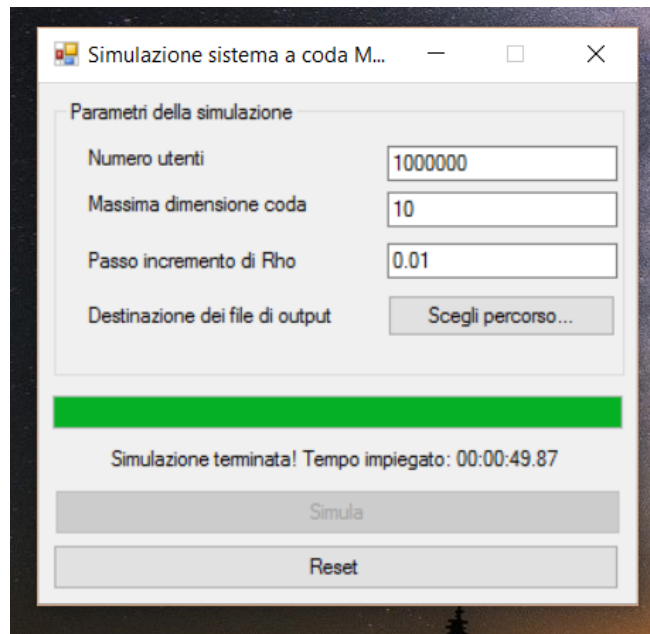 Simulazione sistema a coda M...
Parametri della simulazione
Numero utenti
1000000
Massima dimensione coda
10
Passo incremento di Rho
0.01
Destinazione dei file di output
Scegli percorso...
Simulazione terminata! Tempo impiegato: 00:00:49.87
Simula
Reset